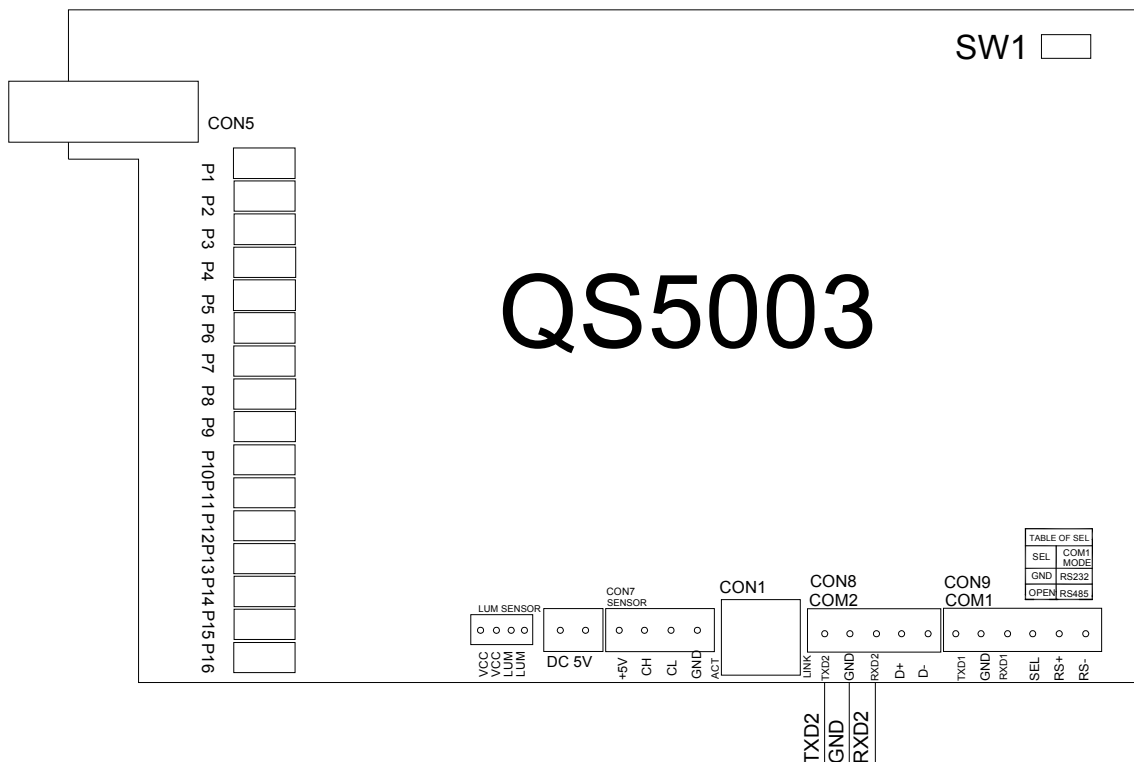 SW1
CON5
P1
P2
P3
P4
P5
P6
P7
P8
P9
P10
P11
P12
P13
P14
P15
P16
QS5003
TABLE OF SEL
SEL COM1 MODE
GND RS232
OPEN RS485
LUM SENSOR
VCC
VCC
LUM
LUM
DC 5V
CON7
SENSOR
+5V
CH
CL
GND
ACT
CON1
LINK
CON8
COM2
TXD2
GND
RXD2
D+
D-
CON9
COM1
TXD1
GND
RXD1
SEL
RS+
RS-
TXD2
GND
RXD2